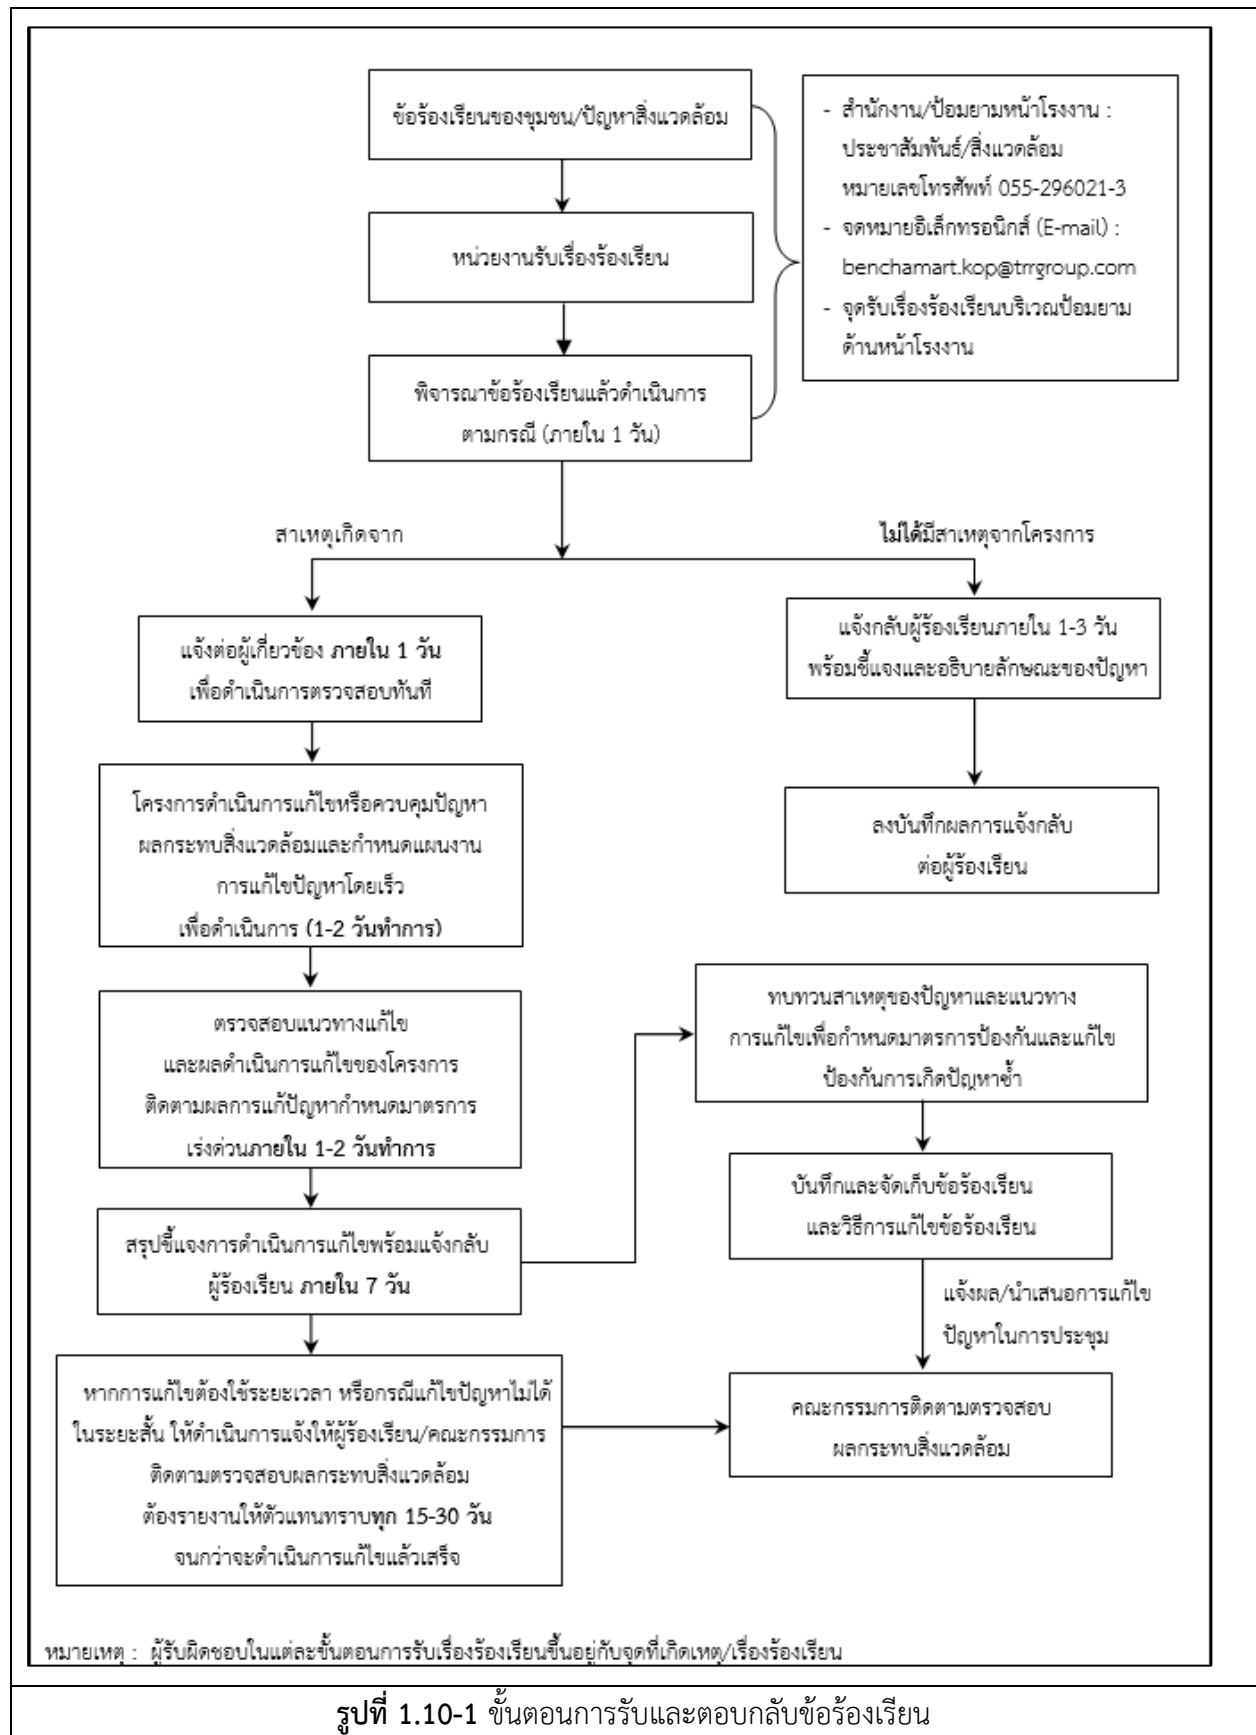 ข้อร้องเรียนของชุมชน/ปัญหาสิ่งแวดล้อม
- สำนักงาน/ป้อมยามหน้าโรงงาน :
ประชาสัมพันธ์/สิ่งแวดล้อม
หมายเลขโทรศัพท์ 055-296021-3
- จดหมายอิเล็กทรอนิกส์ (E-mail) :
benchamart.kop@trrgroup.com
- จุดรับเรื่องร้องเรียนบริเวณป้อมยาม
ด้านหน้าโรงงาน
หน่วยงานรับเรื่องร้องเรียน
พิจารณาข้อร้องเรียนแล้วดำเนินการ
ตามกรณี (ภายใน 1 วัน)
สาเหตุเกิดจาก
ไม่ได้มีสาเหตุจากโครงการ
แจ้งต่อผู้เกี่ยวข้อง ภายใน 1 วัน
เพื่อดำเนินการตรวจสอบทันที
แจ้งกลับผู้ร้องเรียนภายใน 1-3 วัน
พร้อมชี้แจงและอธิบายลักษณะของปัญหา
โครงการดำเนินการแก้ไขหรือควบคุมปัญหา
ผลกระทบสิ่งแวดล้อมและกำหนดแผนงาน
การแก้ไขปัญหาโดยเร็ว
เพื่อดำเนินการ (1-2 วันทำการ)
ลงบันทึกผลการแจ้งกลับ
ต่อผู้ร้องเรียน
ตรวจสอบแนวทางแก้ไข
และผลดำเนินการแก้ไขของโครงการ
ติดตามผลการแก้ปัญหากำหนดมาตรการ
เร่งด่วนภายใน 1-2 วันทำการ
ทบทวนสาเหตุของปัญหาและแนวทาง
การแก้ไขเพื่อกำหนดมาตรการป้องกันและแก้ไข
ป้องกันการเกิดปัญหาซ้ำ
สรุปชี้แจงการดำเนินการแก้ไขพร้อมแจ้งกลับ
ผู้ร้องเรียน ภายใน 7 วัน
บันทึกและจัดเก็บข้อร้องเรียน
และวิธีการแก้ไขข้อร้องเรียน
แจ้งผล/นำเสนอการแก้ไข
ปัญหาในการประชุม
หากการแก้ไขต้องใช้ระยะเวลา หรือกรณีแก้ไขปัญหาไม่ได้
ในระยะสั้น ให้ดำเนินการแจ้งให้ผู้ร้องเรียน/คณะกรรมการ
ติดตามตรวจสอบผลกระทบสิ่งแวดล้อม
ต้องรายงานให้ตัวแทนทราบทุก 15-30 วัน
จนกว่าจะดำเนินการแก้ไขแล้วเสร็จ
คณะกรรมการติดตามตรวจสอบ
ผลกระทบสิ่งแวดล้อม
หมายเหตุ : ผู้รับผิดชอบในแต่ละขั้นตอนการรับเรื่องร้องเรียนขึ้นอยู่กับจุดที่เกิดเหตุ/เรื่องร้องเรียน
รูปที่ 1.10-1 ขั้นตอนการรับและตอบกลับข้อร้องเรียน